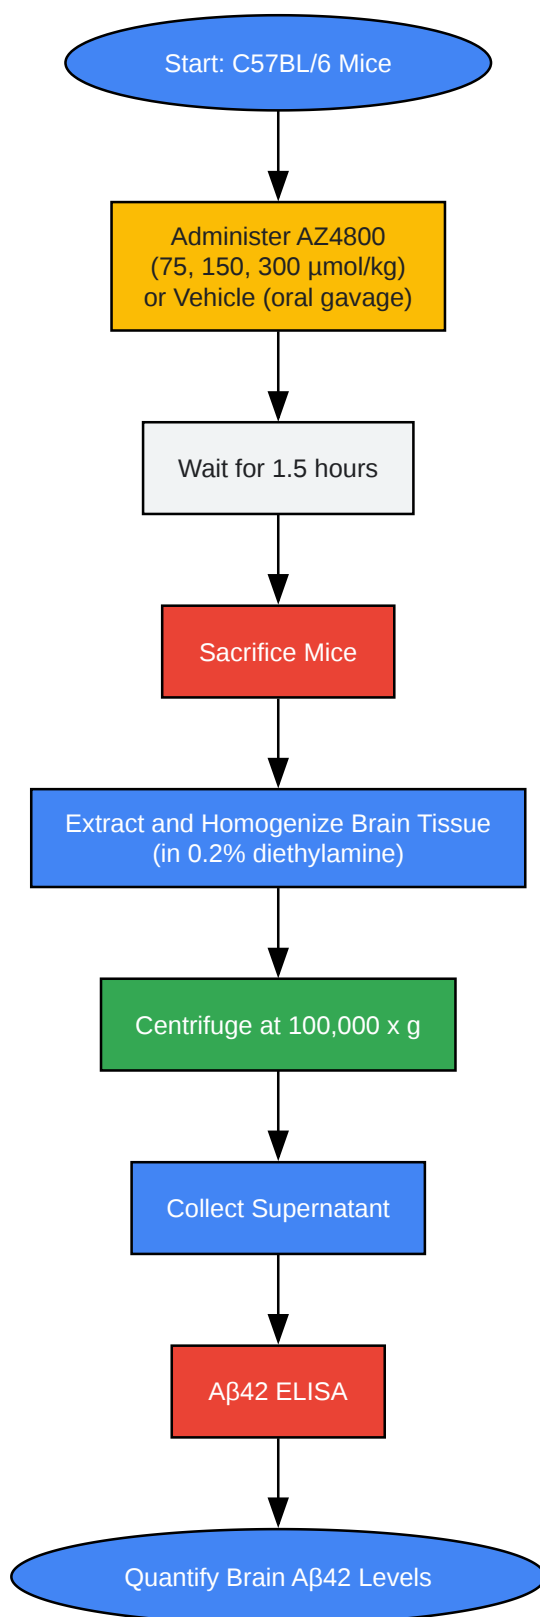 Start: C57BL/6 Mice
Administer AZ4800
(75, 150, 300 µmol/kg)
or Vehicle (oral gavage)
Wait for 1.5 hours
Sacrifice Mice
Extract and Homogenize Brain Tissue
(in 0.2% diethylamine)
Centrifuge at 100,000 x g
Collect Supernatant
Aβ42 ELISA
Quantify Brain Aβ42 Levels